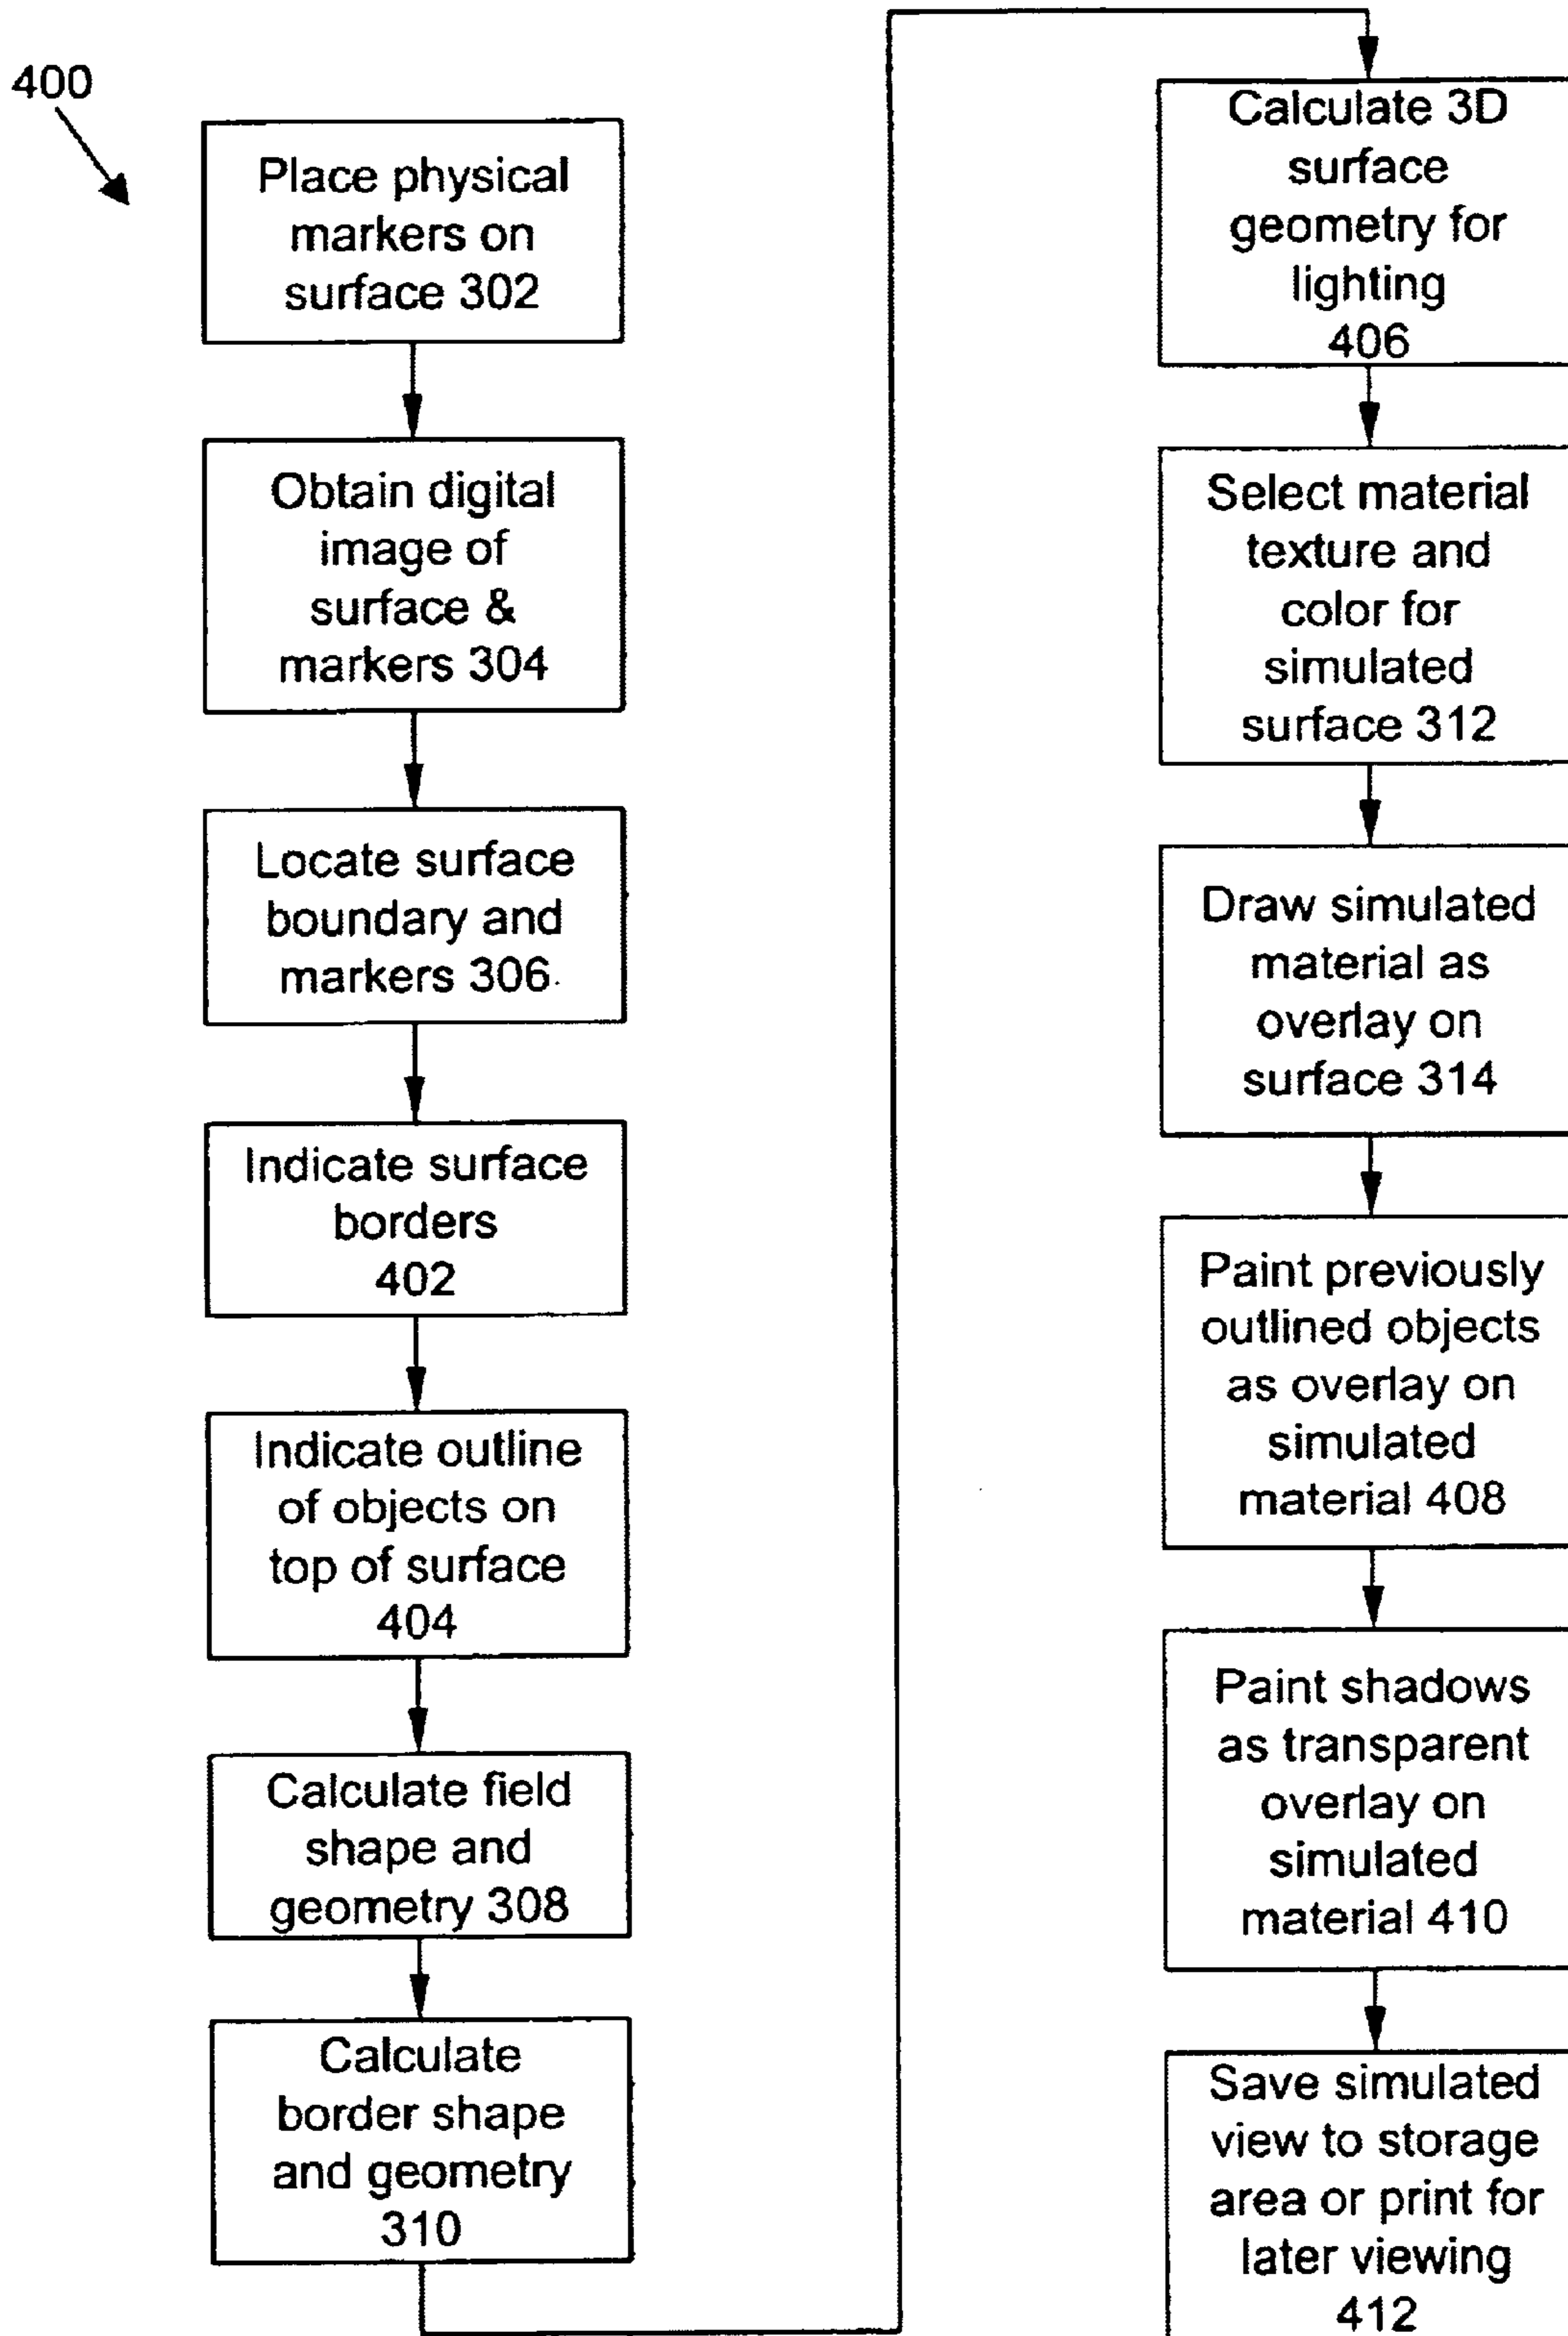 400
Place physical
markers on
surface 302
Obtain digital
image of
surface &
markers 304
Locate surface
boundary and
markers 306
Indicate surface
borders
402
Indicate outline
of objects on
top of surface
404
Calculate field
shape and
geometry 308
Calculate
border shape
and geometry
310
Calculate 3D
surface
geometry for
lighting
406
Select material
texture and
color for
simulated
surface 312
Draw simulated
material as
overlay on
surface 314
Paint previously
outlined objects
as overlay on
simulated
material 408
Paint shadows
as transparent
overlay on
simulated
material 410
Save simulated
view to storage
area or print for
later viewing
412